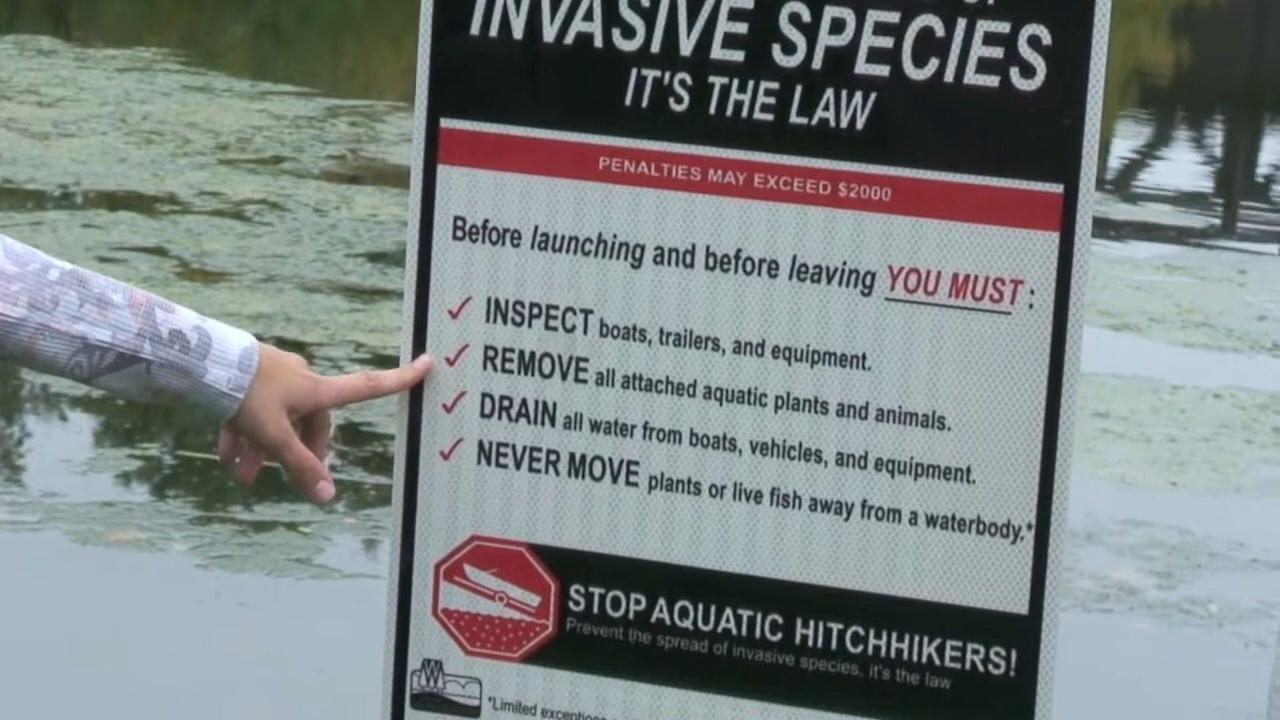 INVASIVE SPECIES
IT'S THE LAW
PENALTIES MAY EXCEED $2000
Before launching and before leaving YOU MUST:
✓ INSPECT boats, trailers, and equipment.
✓ REMOVE all attached aquatic plants and animals.
✓ DRAIN all water from boats, vehicles, and equipment.
✓ NEVER MOVE plants or live fish away from a waterbody.*
STOP AQUATIC HITCHHIKERS!
Prevent the spread of invasive species, it's the law
W
*Limited exceptions